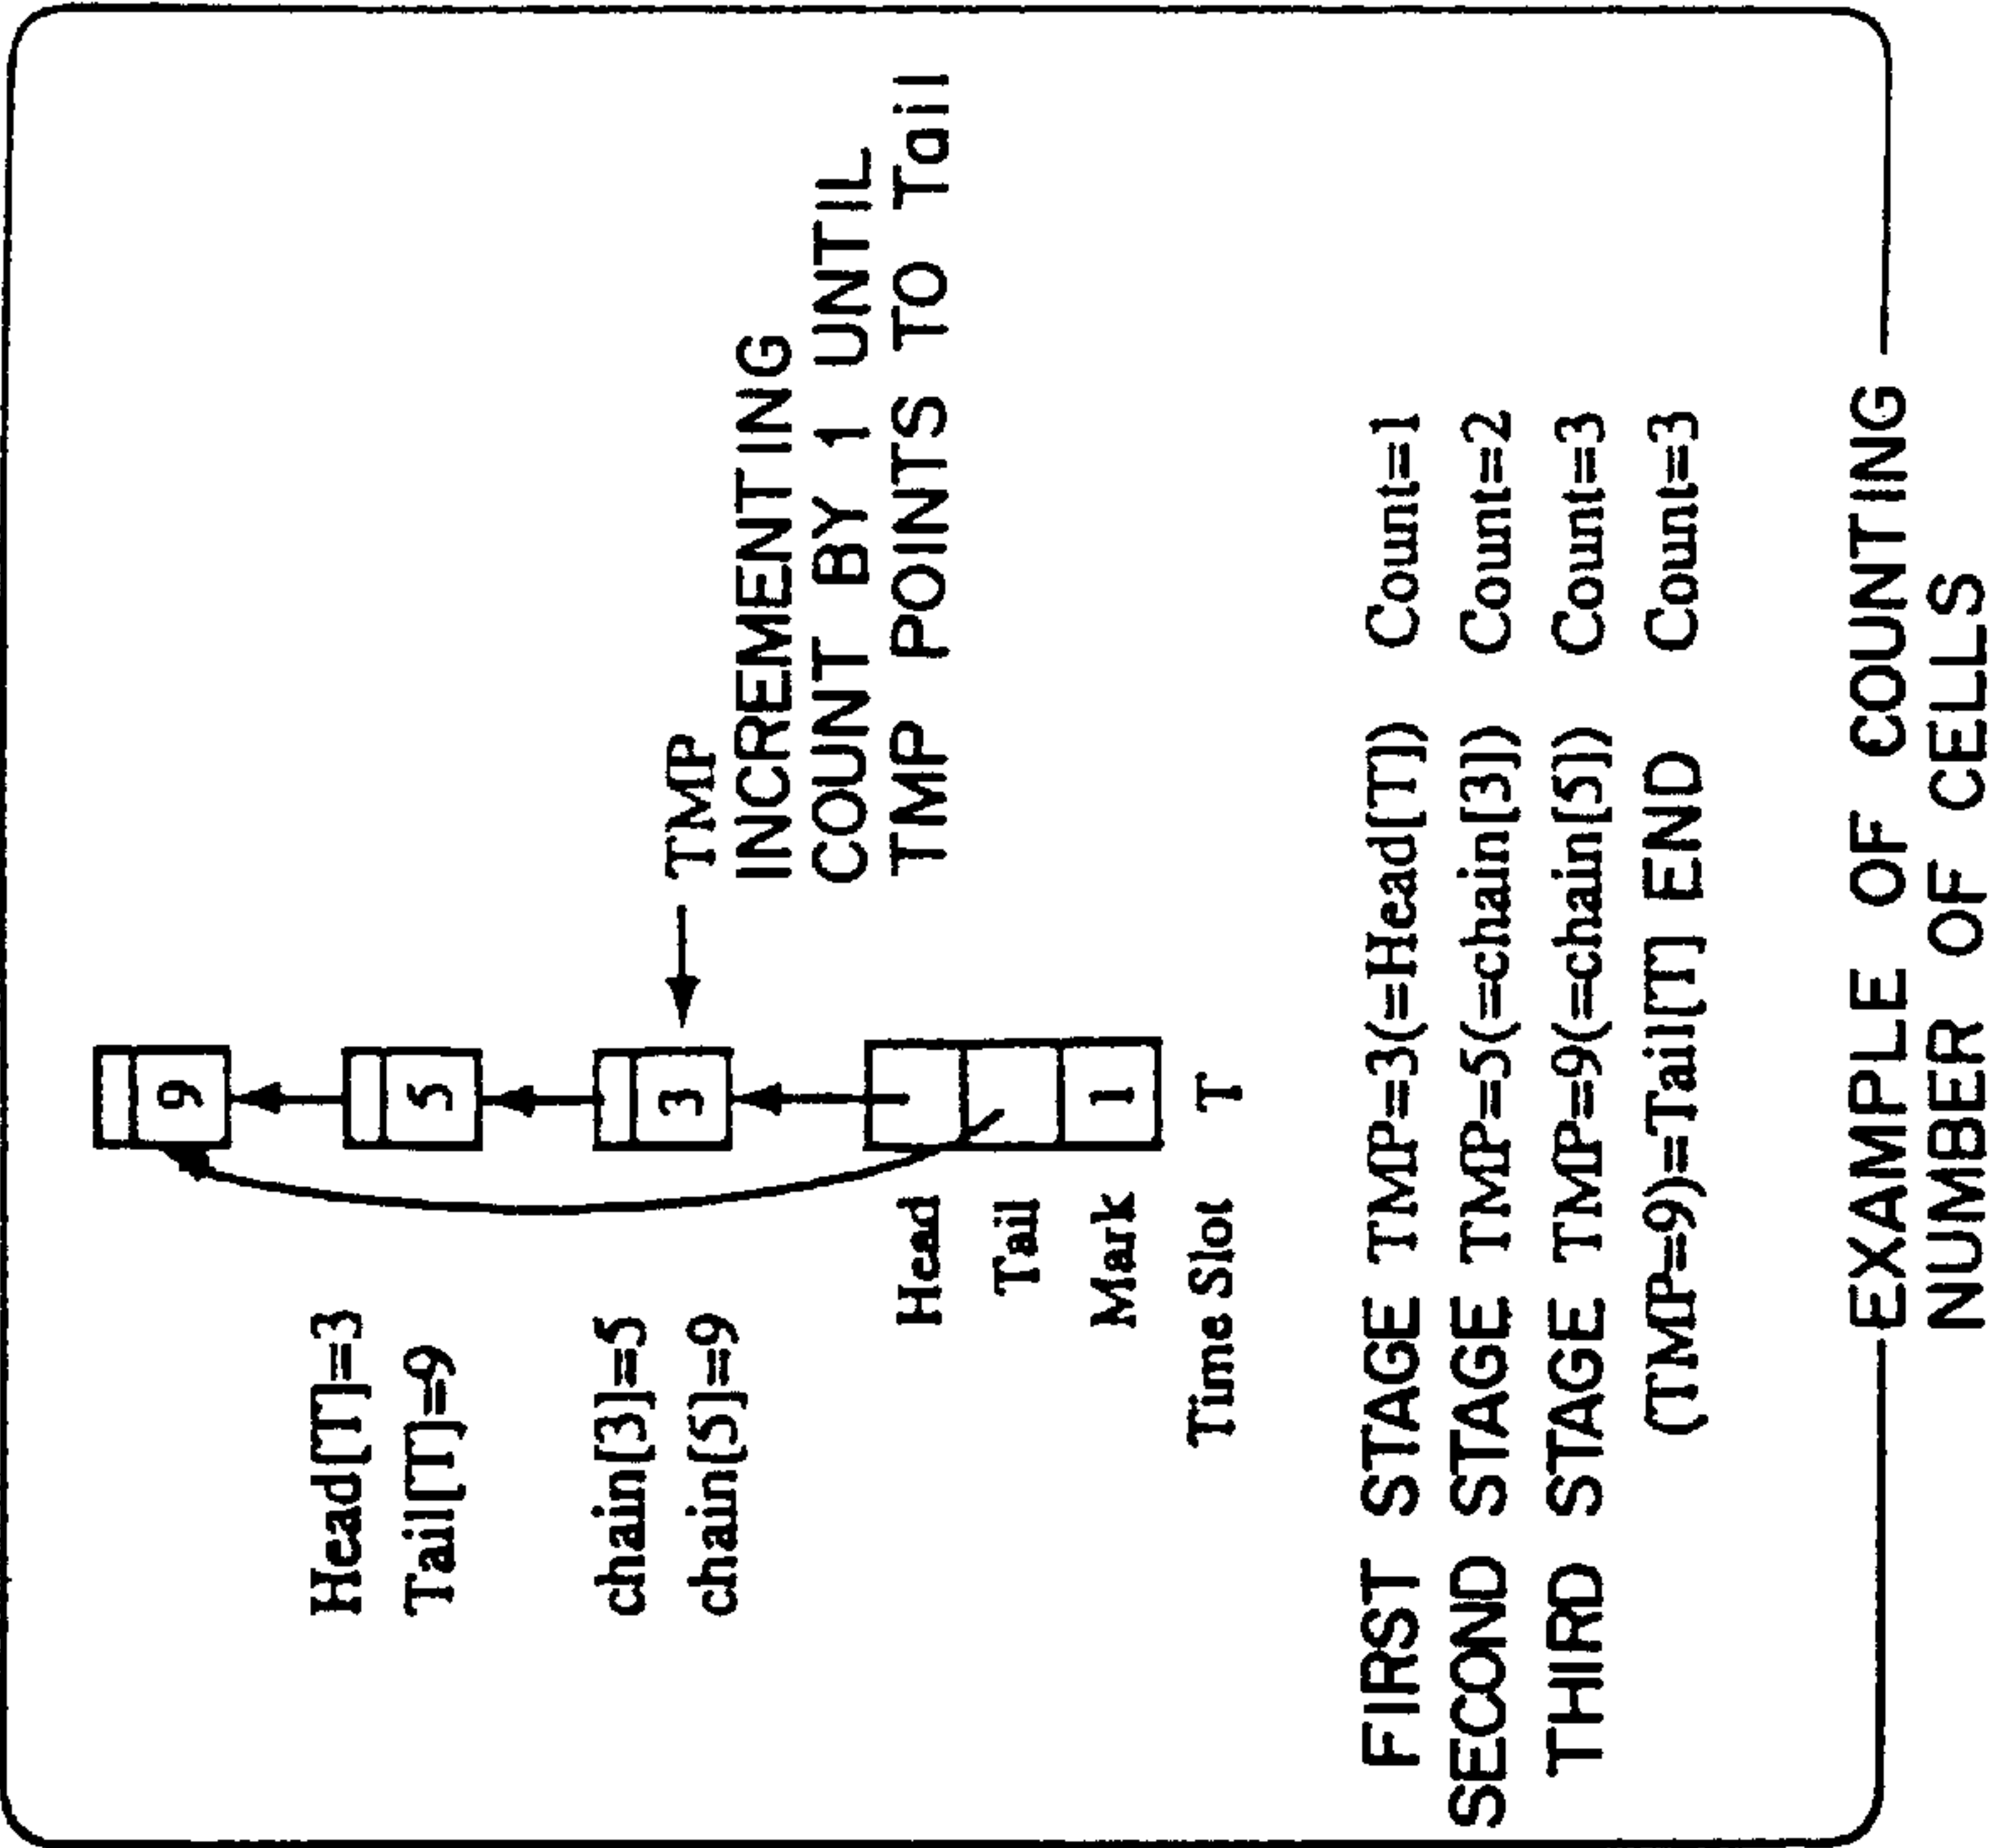 9
5
3
1
T
Head[T]=3
Tail[T]=9
chain[3]=5
chain[5]=9
TMP
INCREMENTING
COUNT BY 1 UNTIL
TMP POINTS TO Tail
Head
Tail
Mark
Time Slot
FIRST STAGE TMP=3(=Head[T]) Count=1
SECOND STAGE TMP=5(=chain[3]) Count=2
THIRD STAGE TMP=9(=chain[5]) Count=3
(TMP=9)=Tail[T] END Count=3
EXAMPLE OF COUNTING
NUMBER OF CELLS